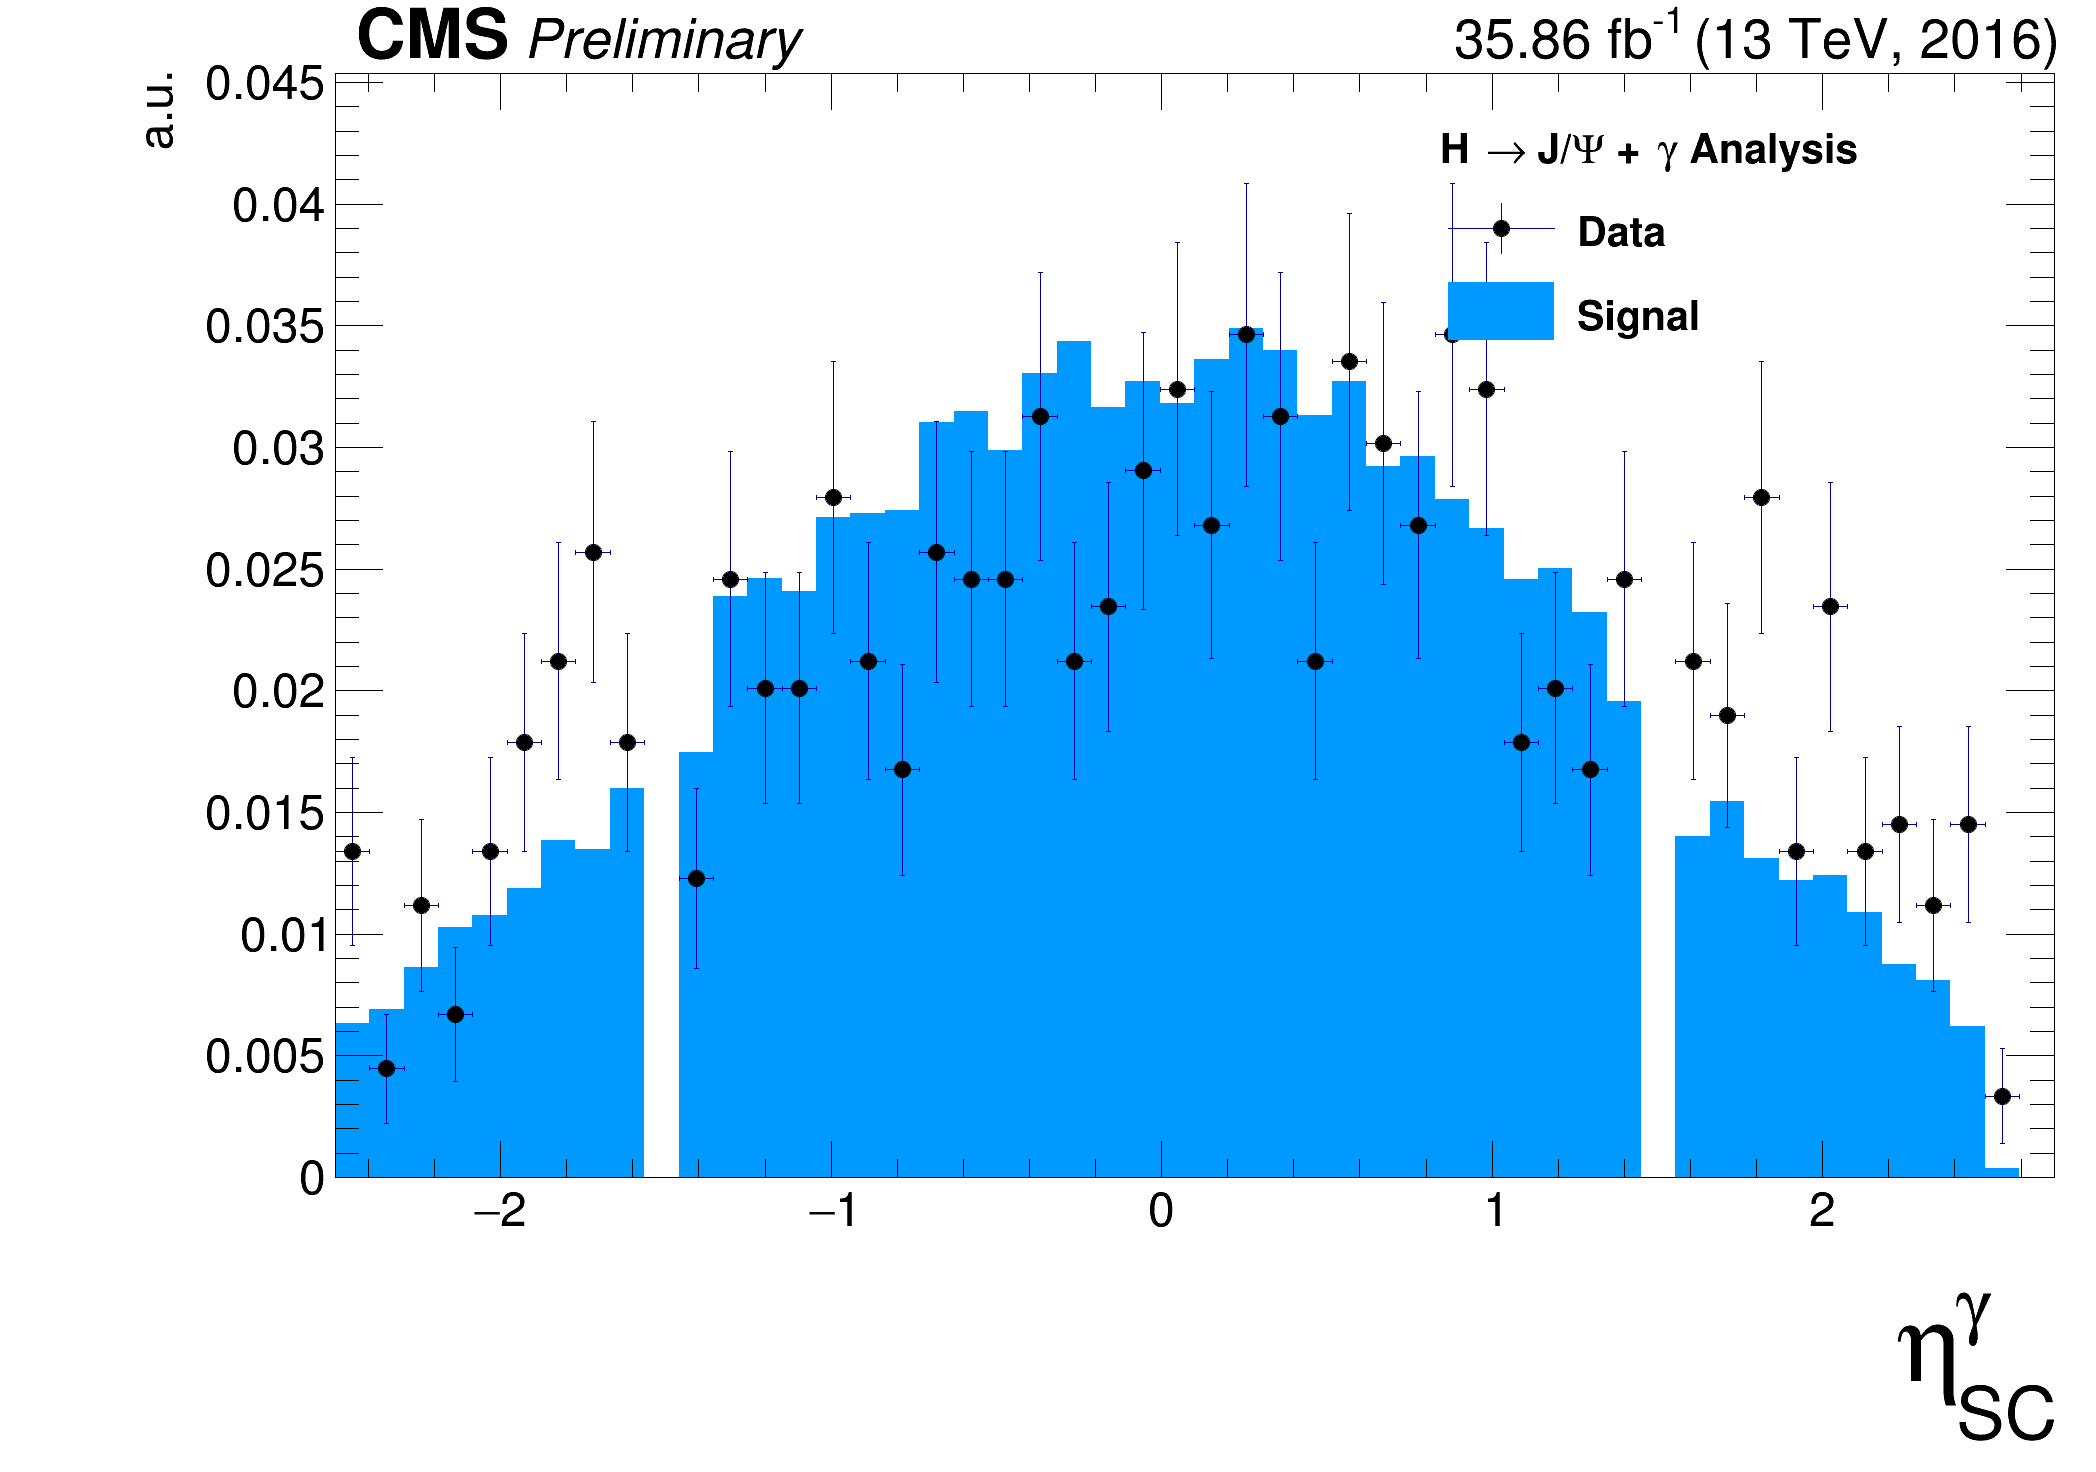 CMS Preliminary 35.86 fb⁻¹ (13 TeV, 2016)
a.u.
H → J/Ψ + γ Analysis
Data
Signal
0.045
0.04
0.035
0.03
0.025
0.02
0.015
0.01
0.005
0
−2 −1 0 1 2
η^γ_SC